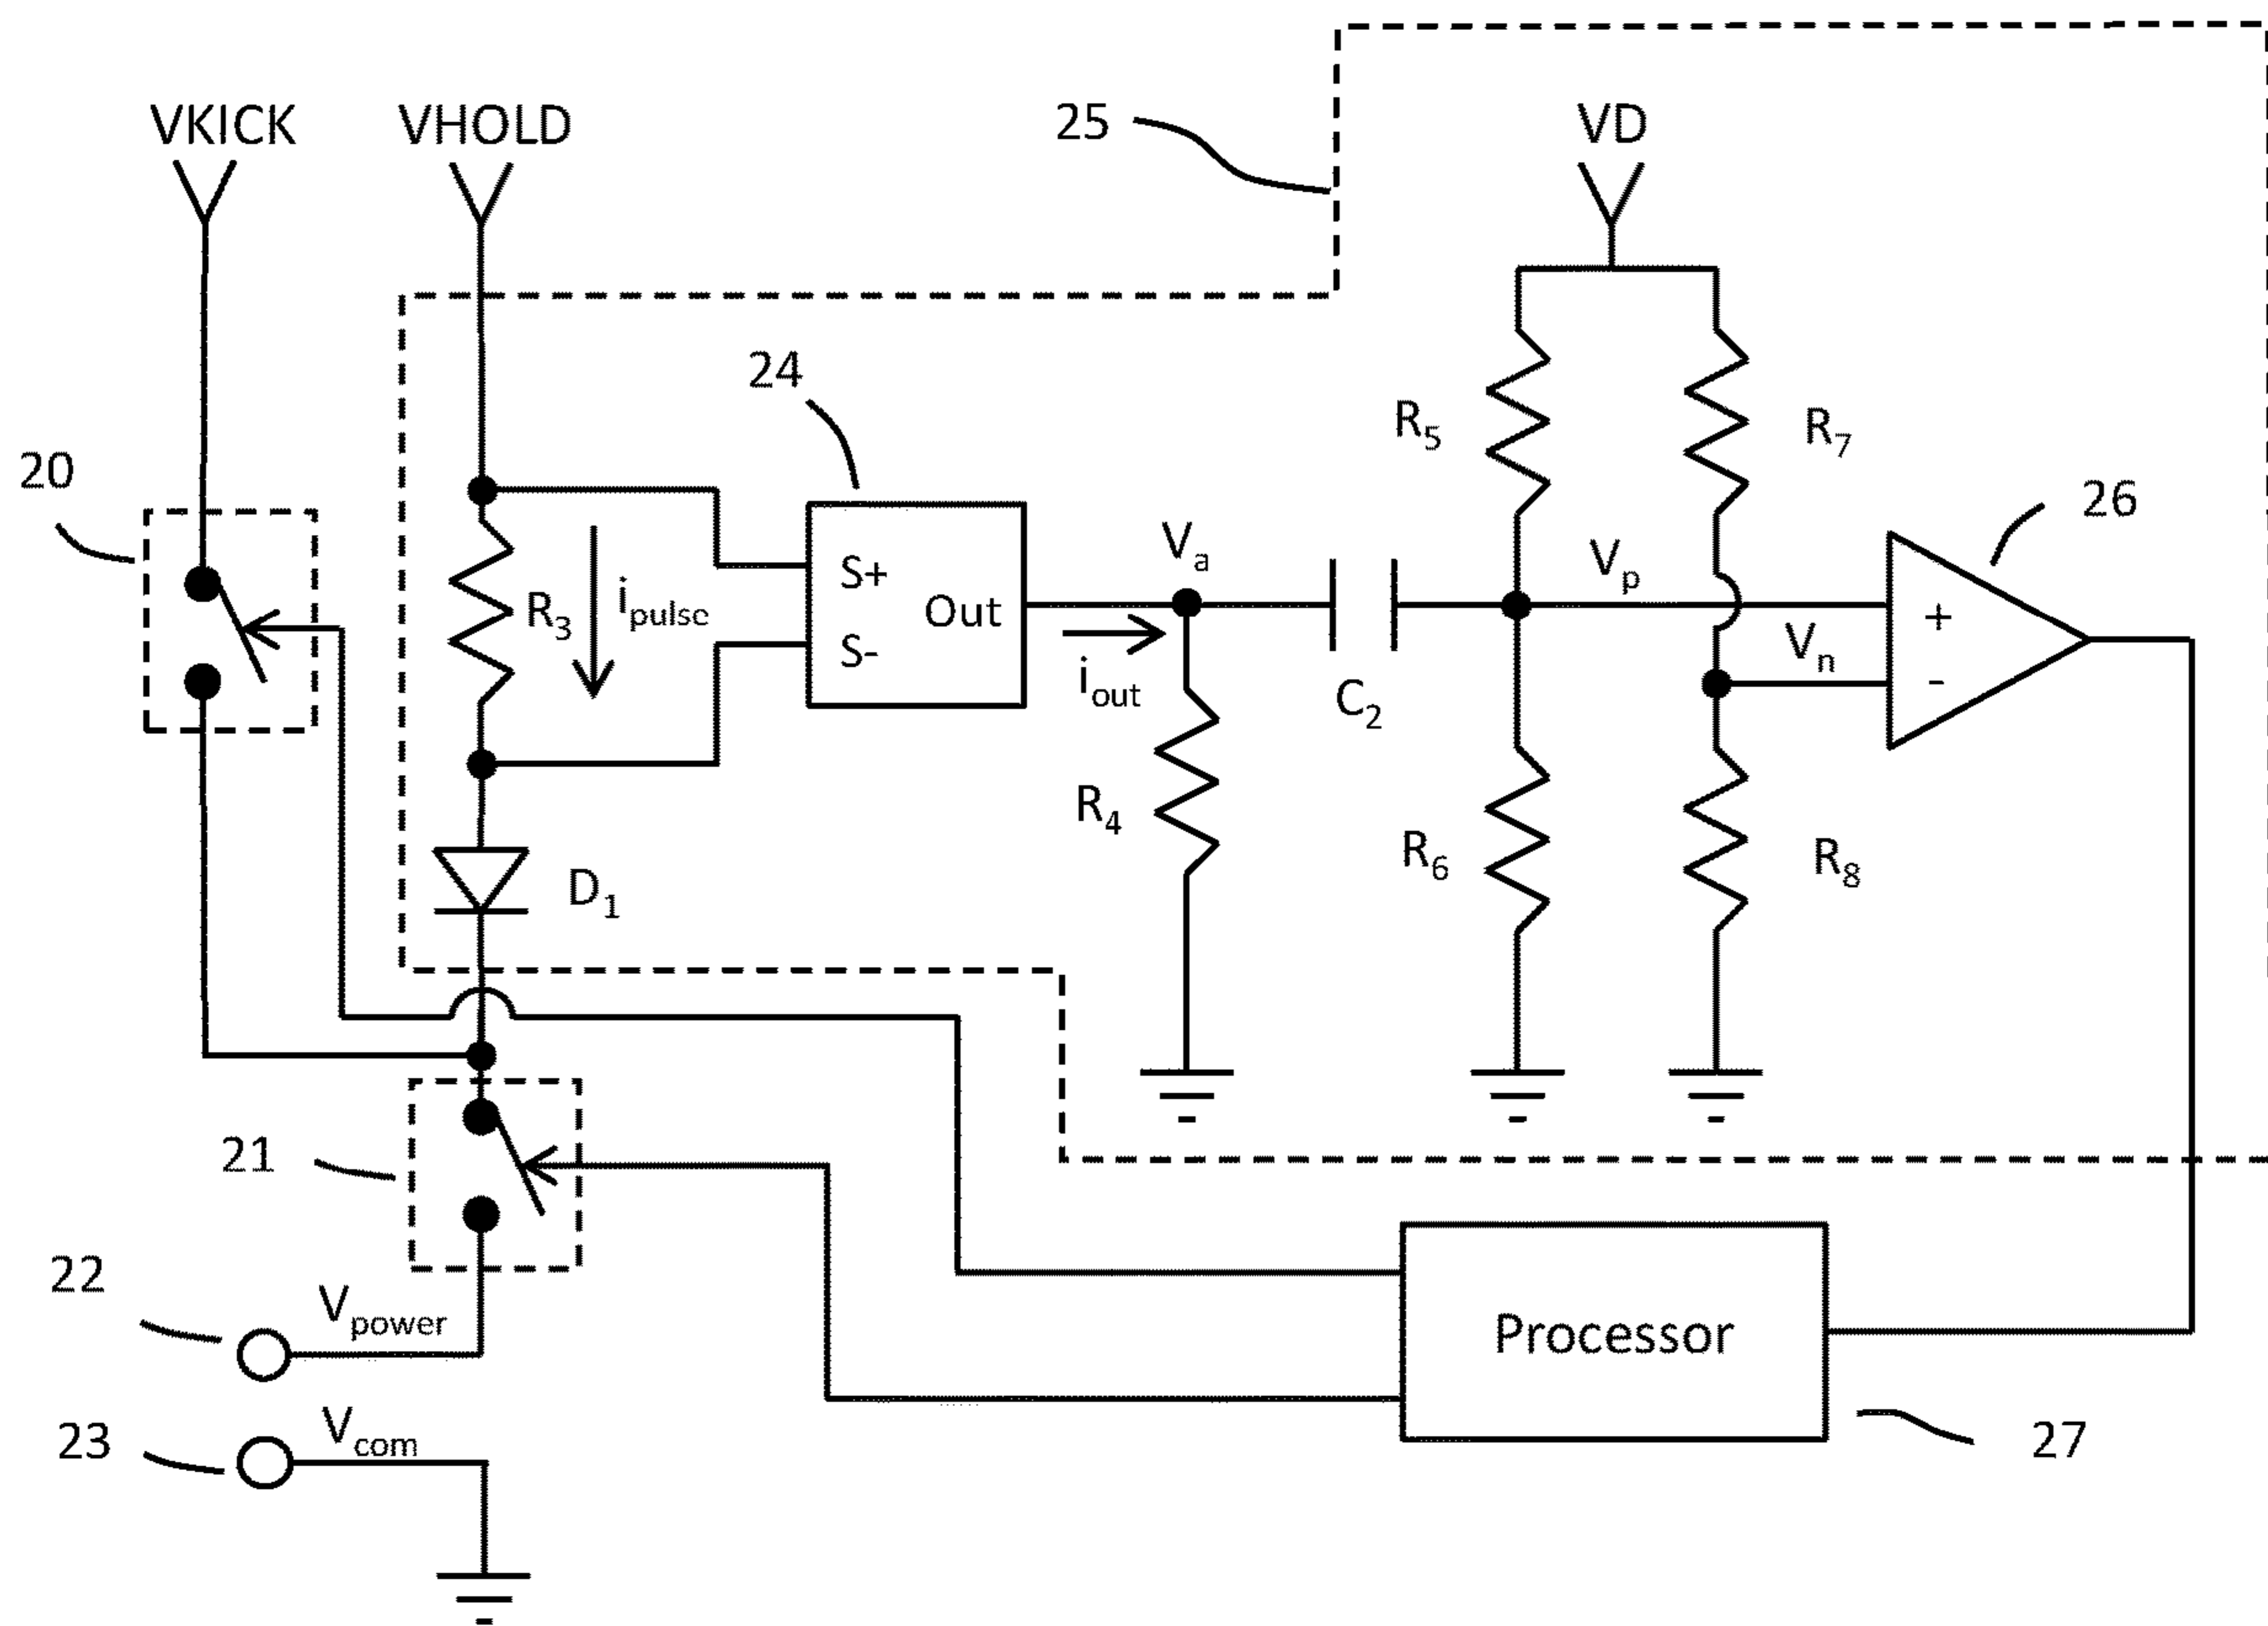 VKICK
VHOLD
25
VD
24
20
R5
R7
26
S+
S-
Out
R3
ipulse
Va
iout
C2
Vp
Vn
+
-
R4
R6
R8
D1
21
22
Vpower
Processor
23
Vcom
27